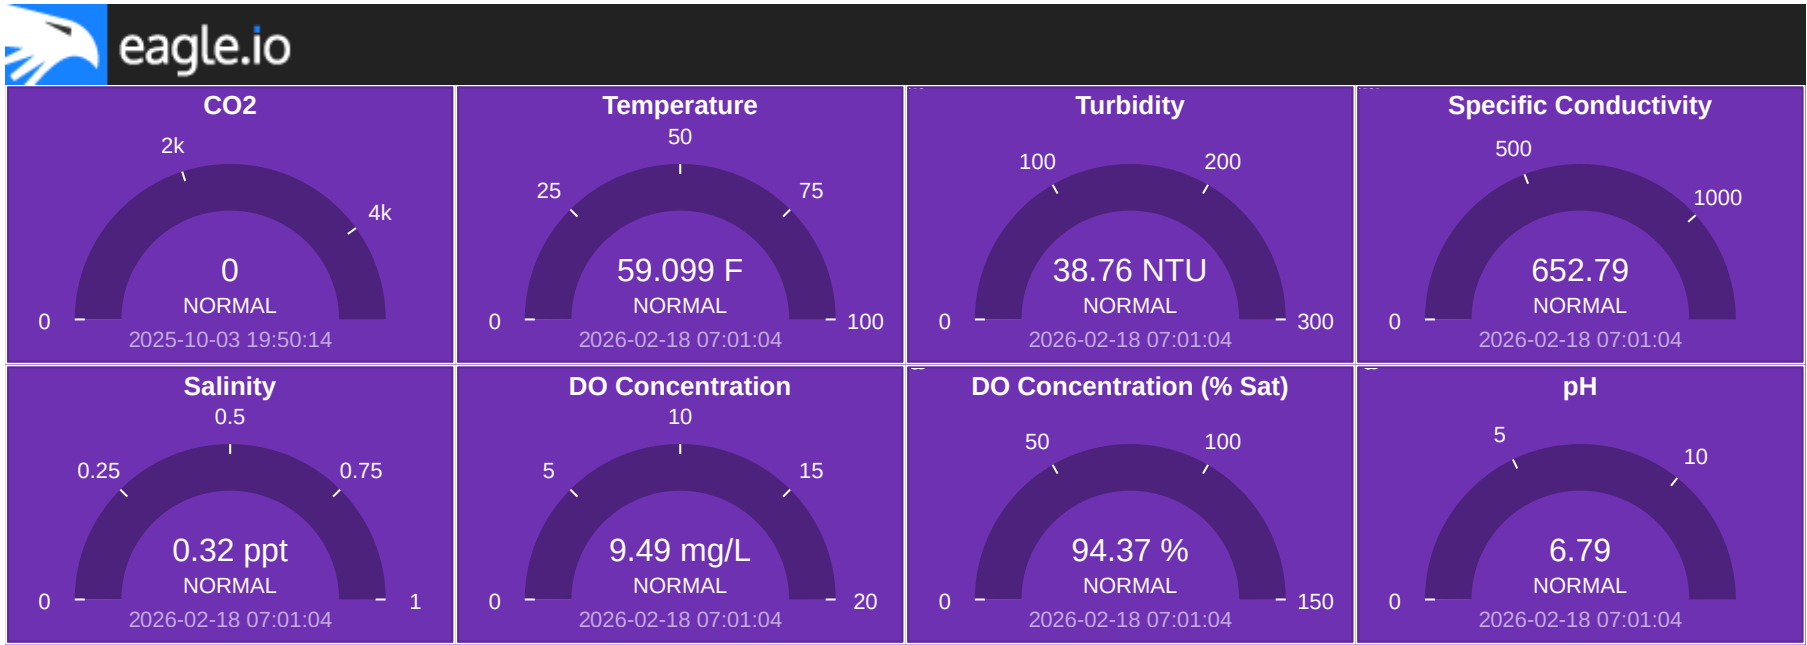 eagle.io
CO2
2k
4k
0
0
NORMAL
2025-10-03 19:50:14
Temperature
50
25
75
59.099 F
NORMAL
0
100
2026-02-18 07:01:04
Turbidity
100
200
38.76 NTU
NORMAL
0
300
2026-02-18 07:01:04
Specific Conductivity
500
1000
652.79
NORMAL
0
2026-02-18 07:01:04
Salinity
0.5
0.25
0.75
0.32 ppt
NORMAL
0
1
2026-02-18 07:01:04
DO Concentration
10
5
15
9.49 mg/L
NORMAL
0
20
2026-02-18 07:01:04
DO Concentration (% Sat)
50
100
94.37 %
NORMAL
0
150
2026-02-18 07:01:04
pH
5
10
6.79
NORMAL
0
2026-02-18 07:01:04